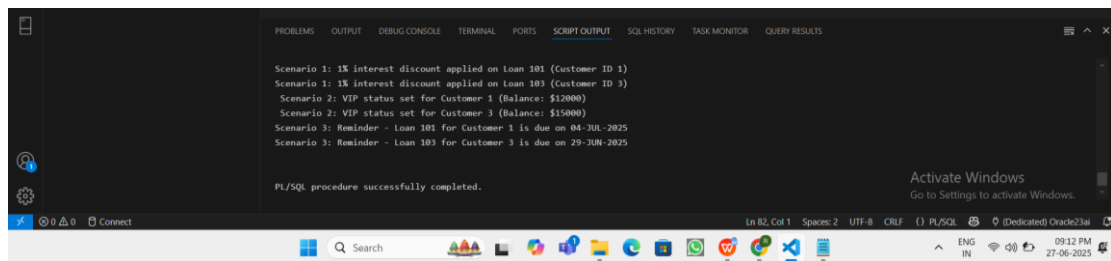 PROBLEMS OUTPUT DEBUG CONSOLE TERMINAL PORTS SCRIPT OUTPUT SQL HISTORY TASK MONITOR QUERY RESULTS
Scenario 1: 1% interest discount applied on Loan 101 (Customer ID 1)
Scenario 1: 1% interest discount applied on Loan 103 (Customer ID 3)
Scenario 2: VIP status set for Customer 1 (Balance: $12000)
Scenario 2: VIP status set for Customer 3 (Balance: $15000)
Scenario 3: Reminder - Loan 101 for Customer 1 is due on 04-JUL-2025
Scenario 3: Reminder - Loan 103 for Customer 3 is due on 29-JUN-2025
PL/SQL procedure successfully completed.
Activate Windows
Go to Settings to activate Windows.
1
0 0 Connect Ln 82, Col 1 Spaces: 2 UTF-8 CRLF {} PL/SQL (Dedicated) Oracle23ai
Search ENG 09:12 PM
IN 27-06-2025